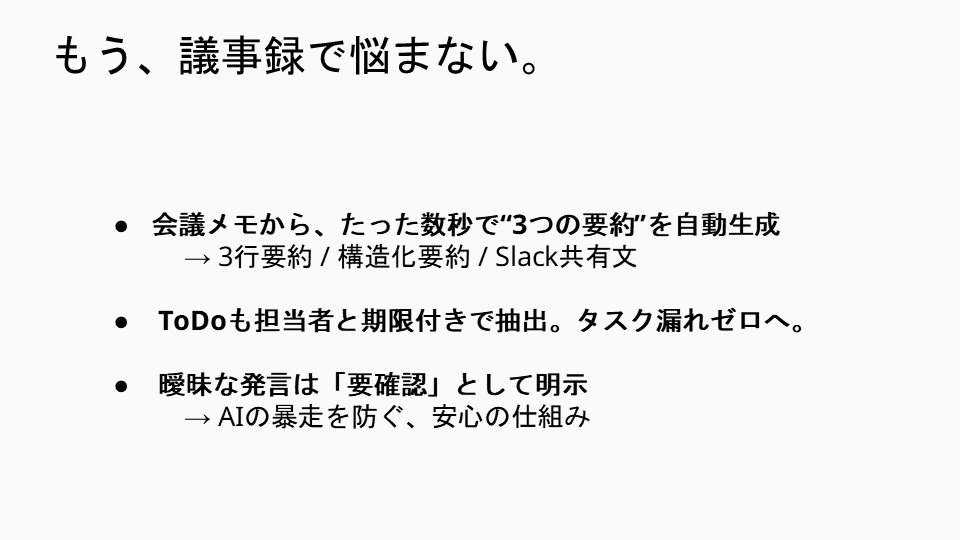 もう、議事録で悩まない。
● 会議メモから、たった数秒で“3つの要約”を自動生成
→ 3行要約 / 構造化要約 / Slack共有文
● ToDoも担当者と期限付きで抽出。タスク漏れゼロへ。
● 曖昧な発言は「要確認」として明示
→ AIの暴走を防ぐ、安心の仕組み